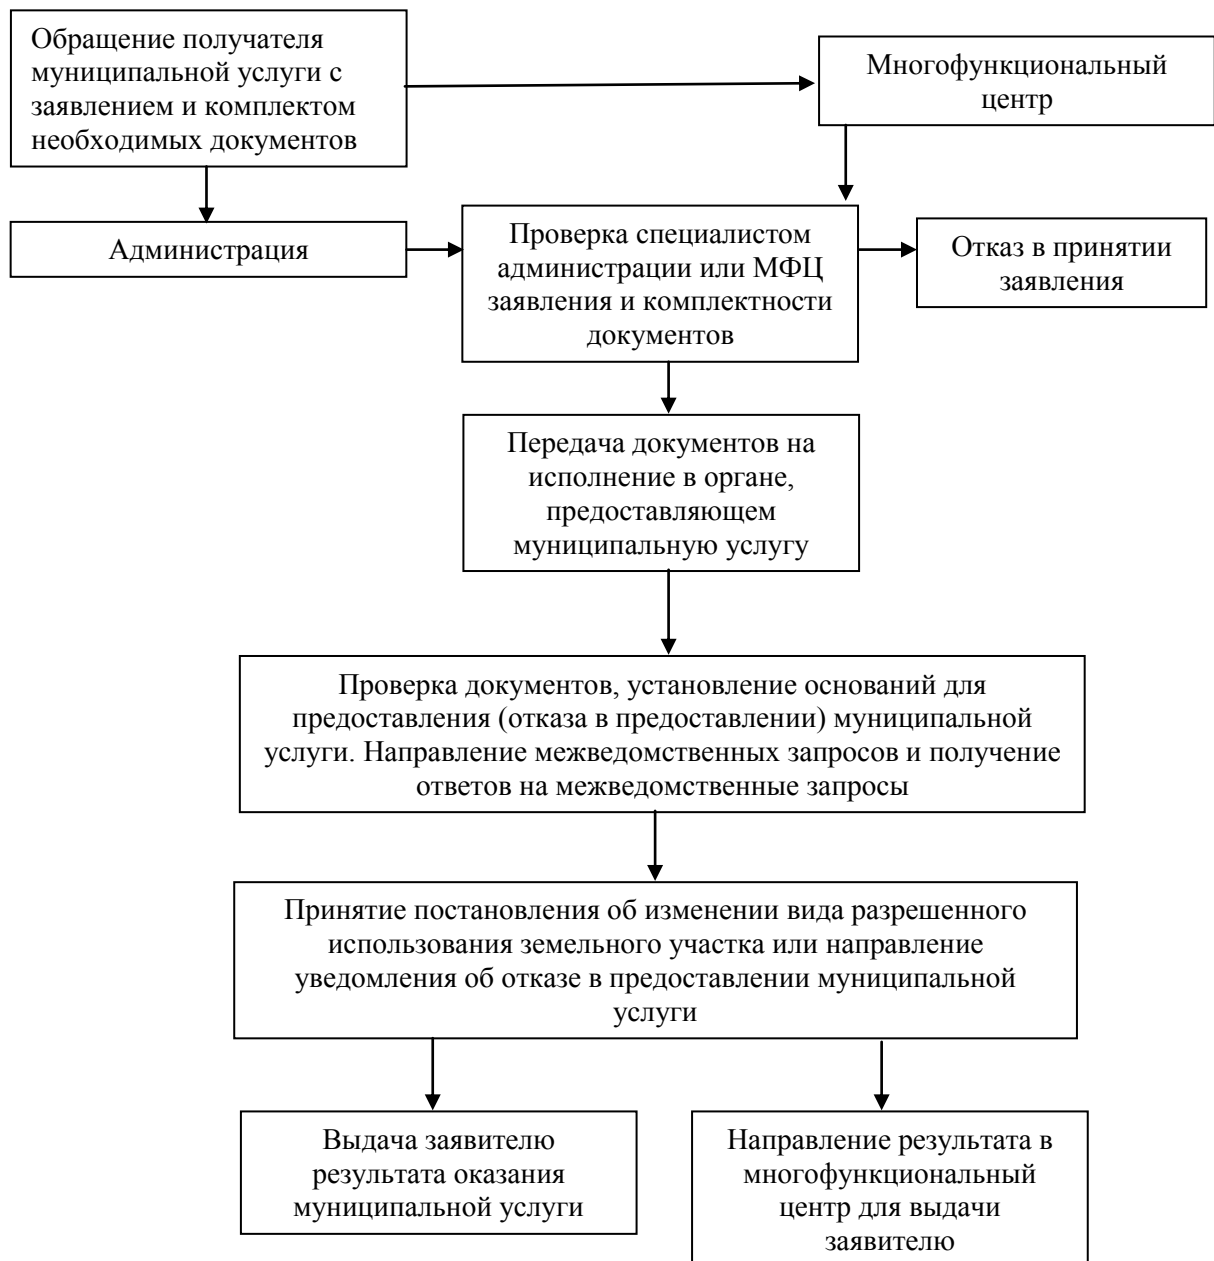 Обращение получателя
муниципальной услуги с
заявлением и комплектом
необходимых документов
Многофункциональный
центр
Администрация
Проверка специалистом
администрации или МФЦ
заявления и комплектности
документов
Отказ в принятии
заявления
Передача документов на
исполнение в органе,
предоставляющем
муниципальную услугу
Проверка документов, установление оснований для
предоставления (отказа в предоставлении) муниципальной
услуги. Направление межведомственных запросов и получение
ответов на межведомственные запросы
Принятие постановления об изменении вида разрешенного
использования земельного участка или направление
уведомления об отказе в предоставлении муниципальной
услуги
Выдача заявителю
результата оказания
муниципальной услуги
Направление результата в
многофункциональный
центр для выдачи
заявителю